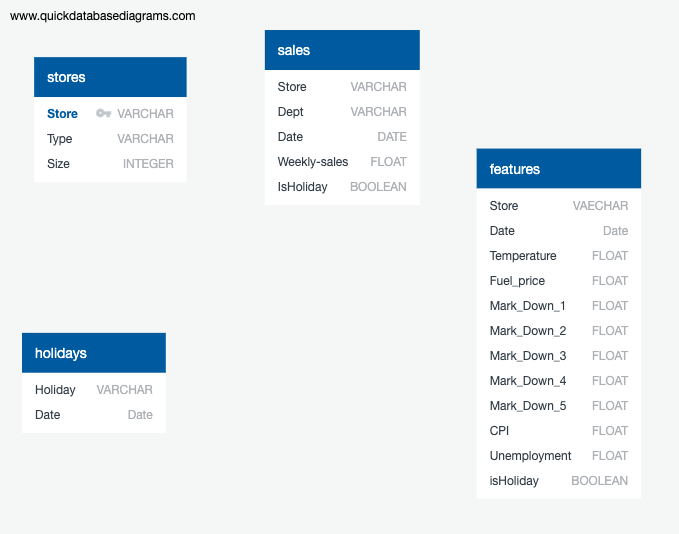 www.quickdatabasediagrams.com
stores
Store VARCHAR
Type VARCHAR
Size INTEGER
sales
Store VARCHAR
Dept VARCHAR
Date DATE
Weekly-sales FLOAT
IsHoliday BOOLEAN
features
Store VAECHAR
Date Date
Temperature FLOAT
Fuel_price FLOAT
Mark_Down_1 FLOAT
Mark_Down_2 FLOAT
Mark_Down_3 FLOAT
Mark_Down_4 FLOAT
Mark_Down_5 FLOAT
CPI FLOAT
Unemployment FLOAT
isHoliday BOOLEAN
holidays
Holiday VARCHAR
Date Date